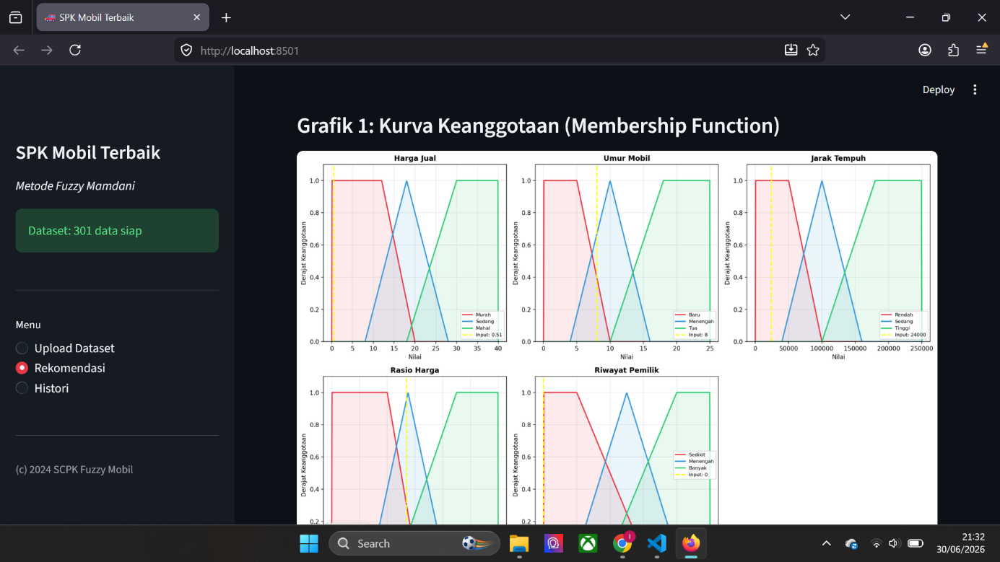 SPK Mobil Terbaik
http://localhost:8501
Deploy
SPK Mobil Terbaik
Metode Fuzzy Mamdani
Dataset: 301 data siap
Menu
Upload Dataset
Rekomendasi
Histori
(c) 2024 SCPK Fuzzy Mobil
Grafik 1: Kurva Keanggotaan (Membership Function)
Harga Jual
Derajat Keanggotaan
1.0
0.8
0.6
0.4
0.2
0.0
0 5 10 15 20 25 30 35 40
Nilai
Murah
Sedang
Mahal
Input: 0.51
Umur Mobil
Derajat Keanggotaan
1.0
0.8
0.6
0.4
0.2
0.0
0 5 10 15 20 25
Nilai
Baru
Menengah
Tua
Input: 8
Jarak Tempuh
Derajat Keanggotaan
1.0
0.8
0.6
0.4
0.2
0.0
0 50000 100000 150000 200000 250000
Nilai
Rendah
Sedang
Tinggi
Input: 24000
Rasio Harga
Derajat Keanggotaan
1.0
0.8
0.6
0.4
0.2
Riwayat Pemilik
Derajat Keanggotaan
1.0
0.8
0.6
0.4
0.2
Sedikit
Menengah
Banyak
Input: 0
Search
21:32
30/06/2026